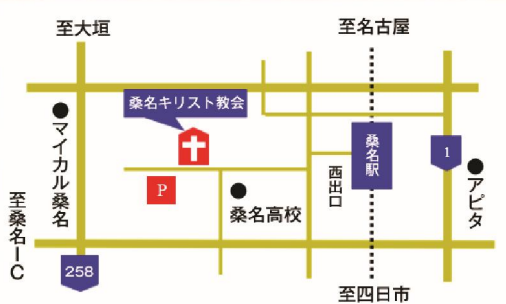 至大垣
至名古屋
桑名キリスト教会
マイカル桑名
桑名駅
1
P
西出口
アピタ
桑名高校
至桑名IC
258
至四日市